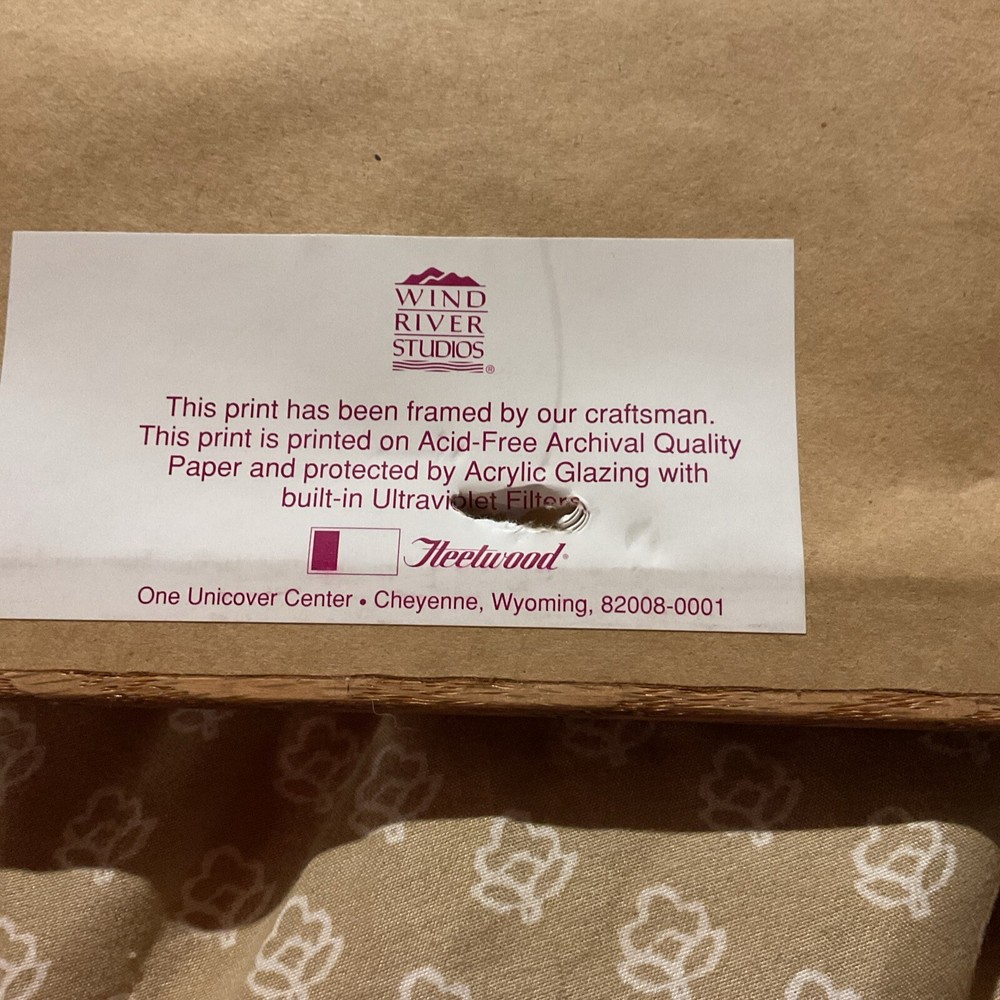 WIND
RIVER
STUDIOS®
This print has been framed by our craftsman.
This print is printed on Acid-Free Archival Quality
Paper and protected by Acrylic Glazing with
built-in Ultraviolet Filters
Fleetwood®
One Unicover Center • Cheyenne, Wyoming, 82008-0001